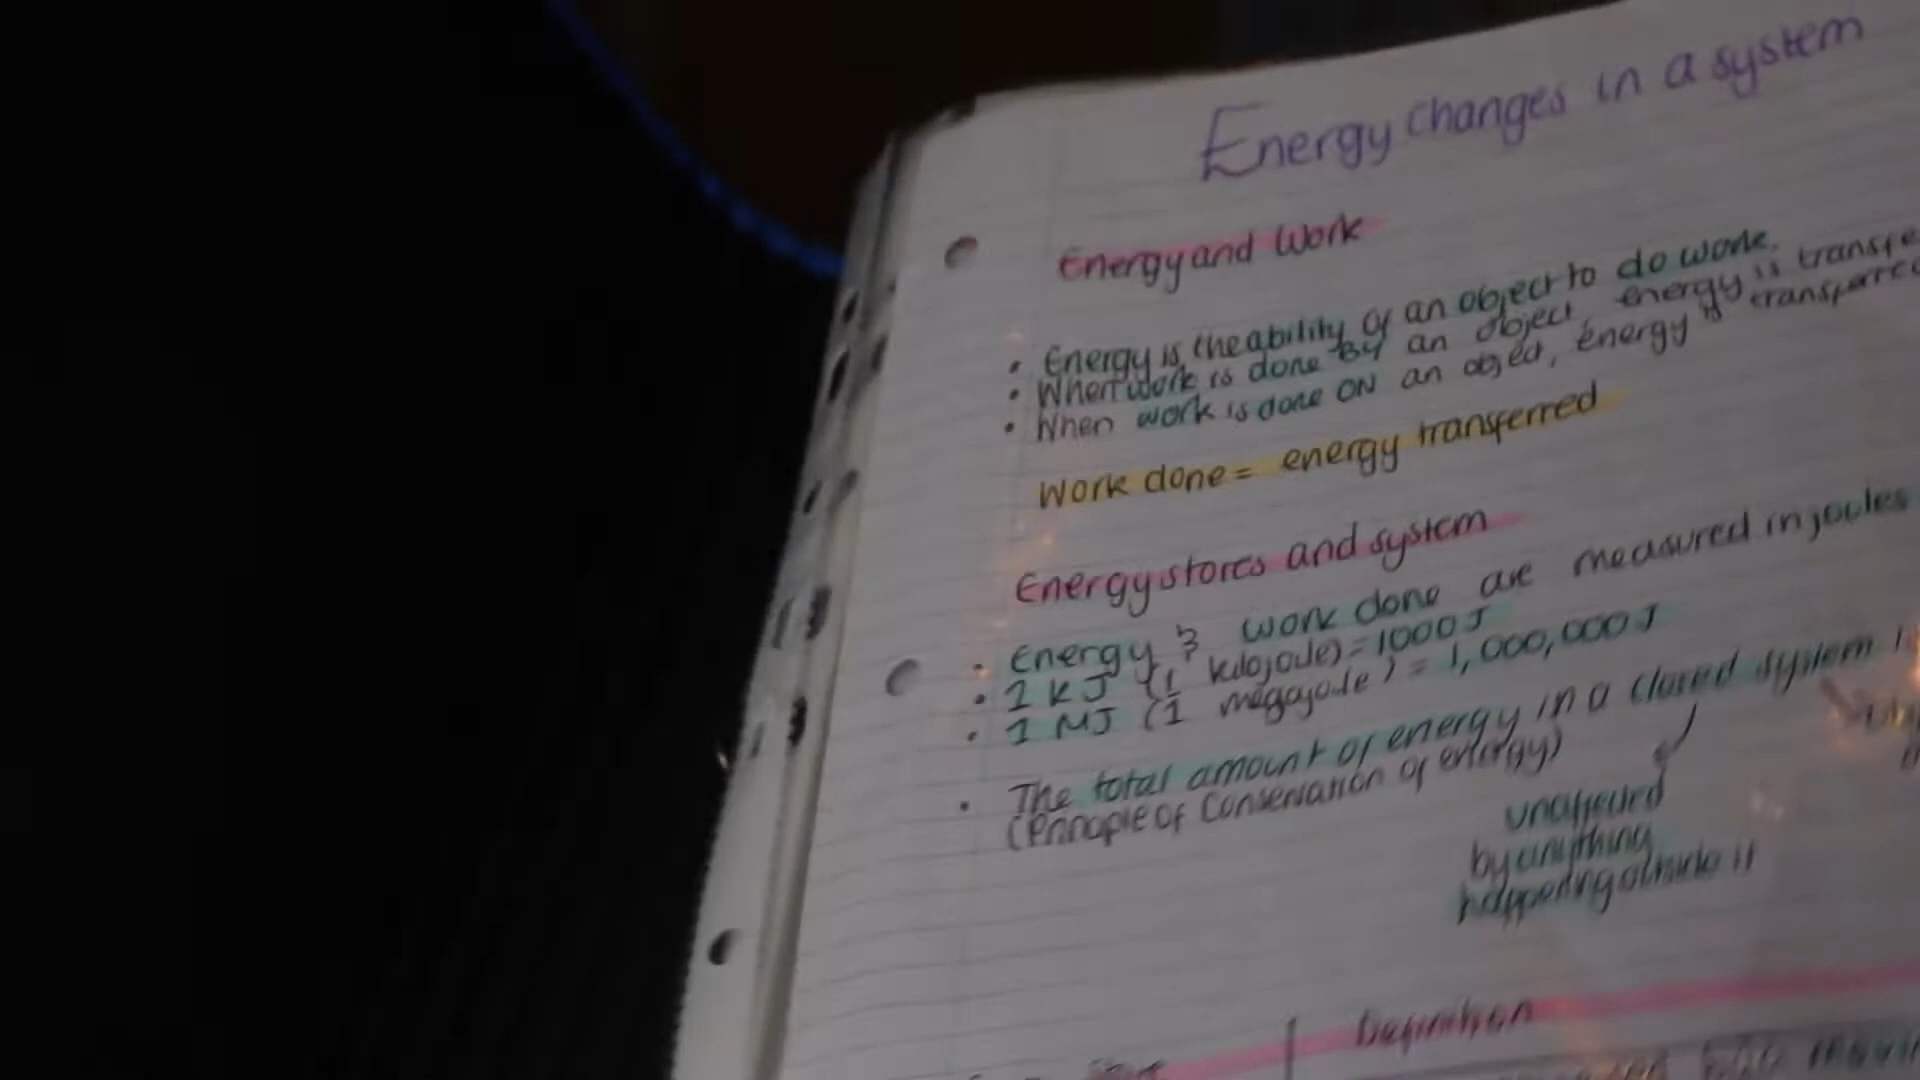 Energy changes in a system
Energy and Work
• Energy is the ability of an object to do work.
• When work is done BY an object, energy is transfe
• When work is done ON an object, energy is transferre
Work done = energy transferred
Energy stores and system
• Energy & work done are measured in joules
• 1 KJ (1 kilojoule) = 1000 J
• 1 MJ (1 megajoule) = 1,000,000 J
• The total amount of energy in a closed system i
(Principle of Conservation of energy)
unaffected
by anything
happening outside it
Definition